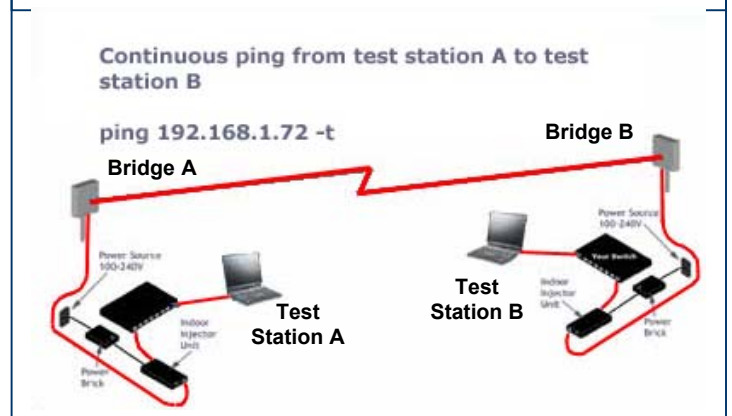 Continuous ping from test station A to test
station B
ping 192.168.1.72 -t
Bridge B
Bridge A
Power Source
100-240V
Power Source
100-240V
Your Switch
Test
Station A
Test
Station B
Indoor
Injector
Unit
Indoor
Injector
Unit
Power
Brick
Power
Brick